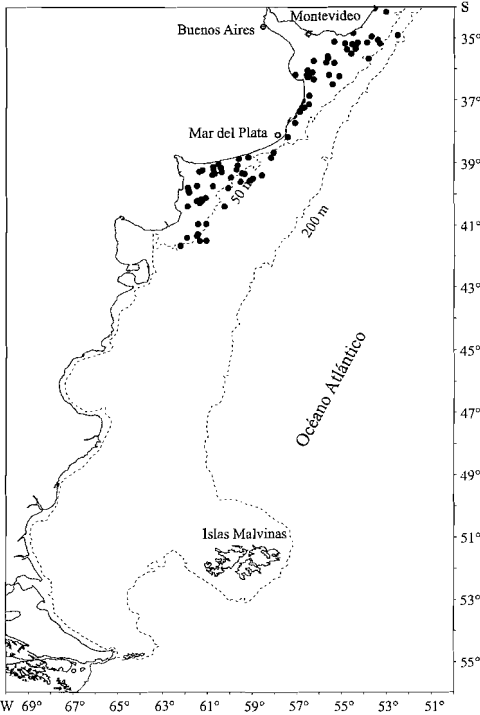 S
Montevideo
Buenos Aires
35°
37°
Mar del Plata
39°
50 m
41°
200 m
43°
45°
Océano Atlántico
47°
49°
Islas Malvinas
51°
53°
55°
W 69° 67° 65° 63° 61° 59° 57° 55° 53° 51°